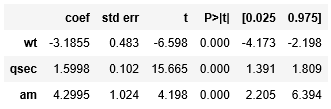 coef std err t P>|t| [0.025 0.975]
wt -3.1855 0.483 -6.598 0.000 -4.173 -2.198
qsec 1.5998 0.102 15.665 0.000 1.391 1.809
am 4.2995 1.024 4.198 0.000 2.205 6.394